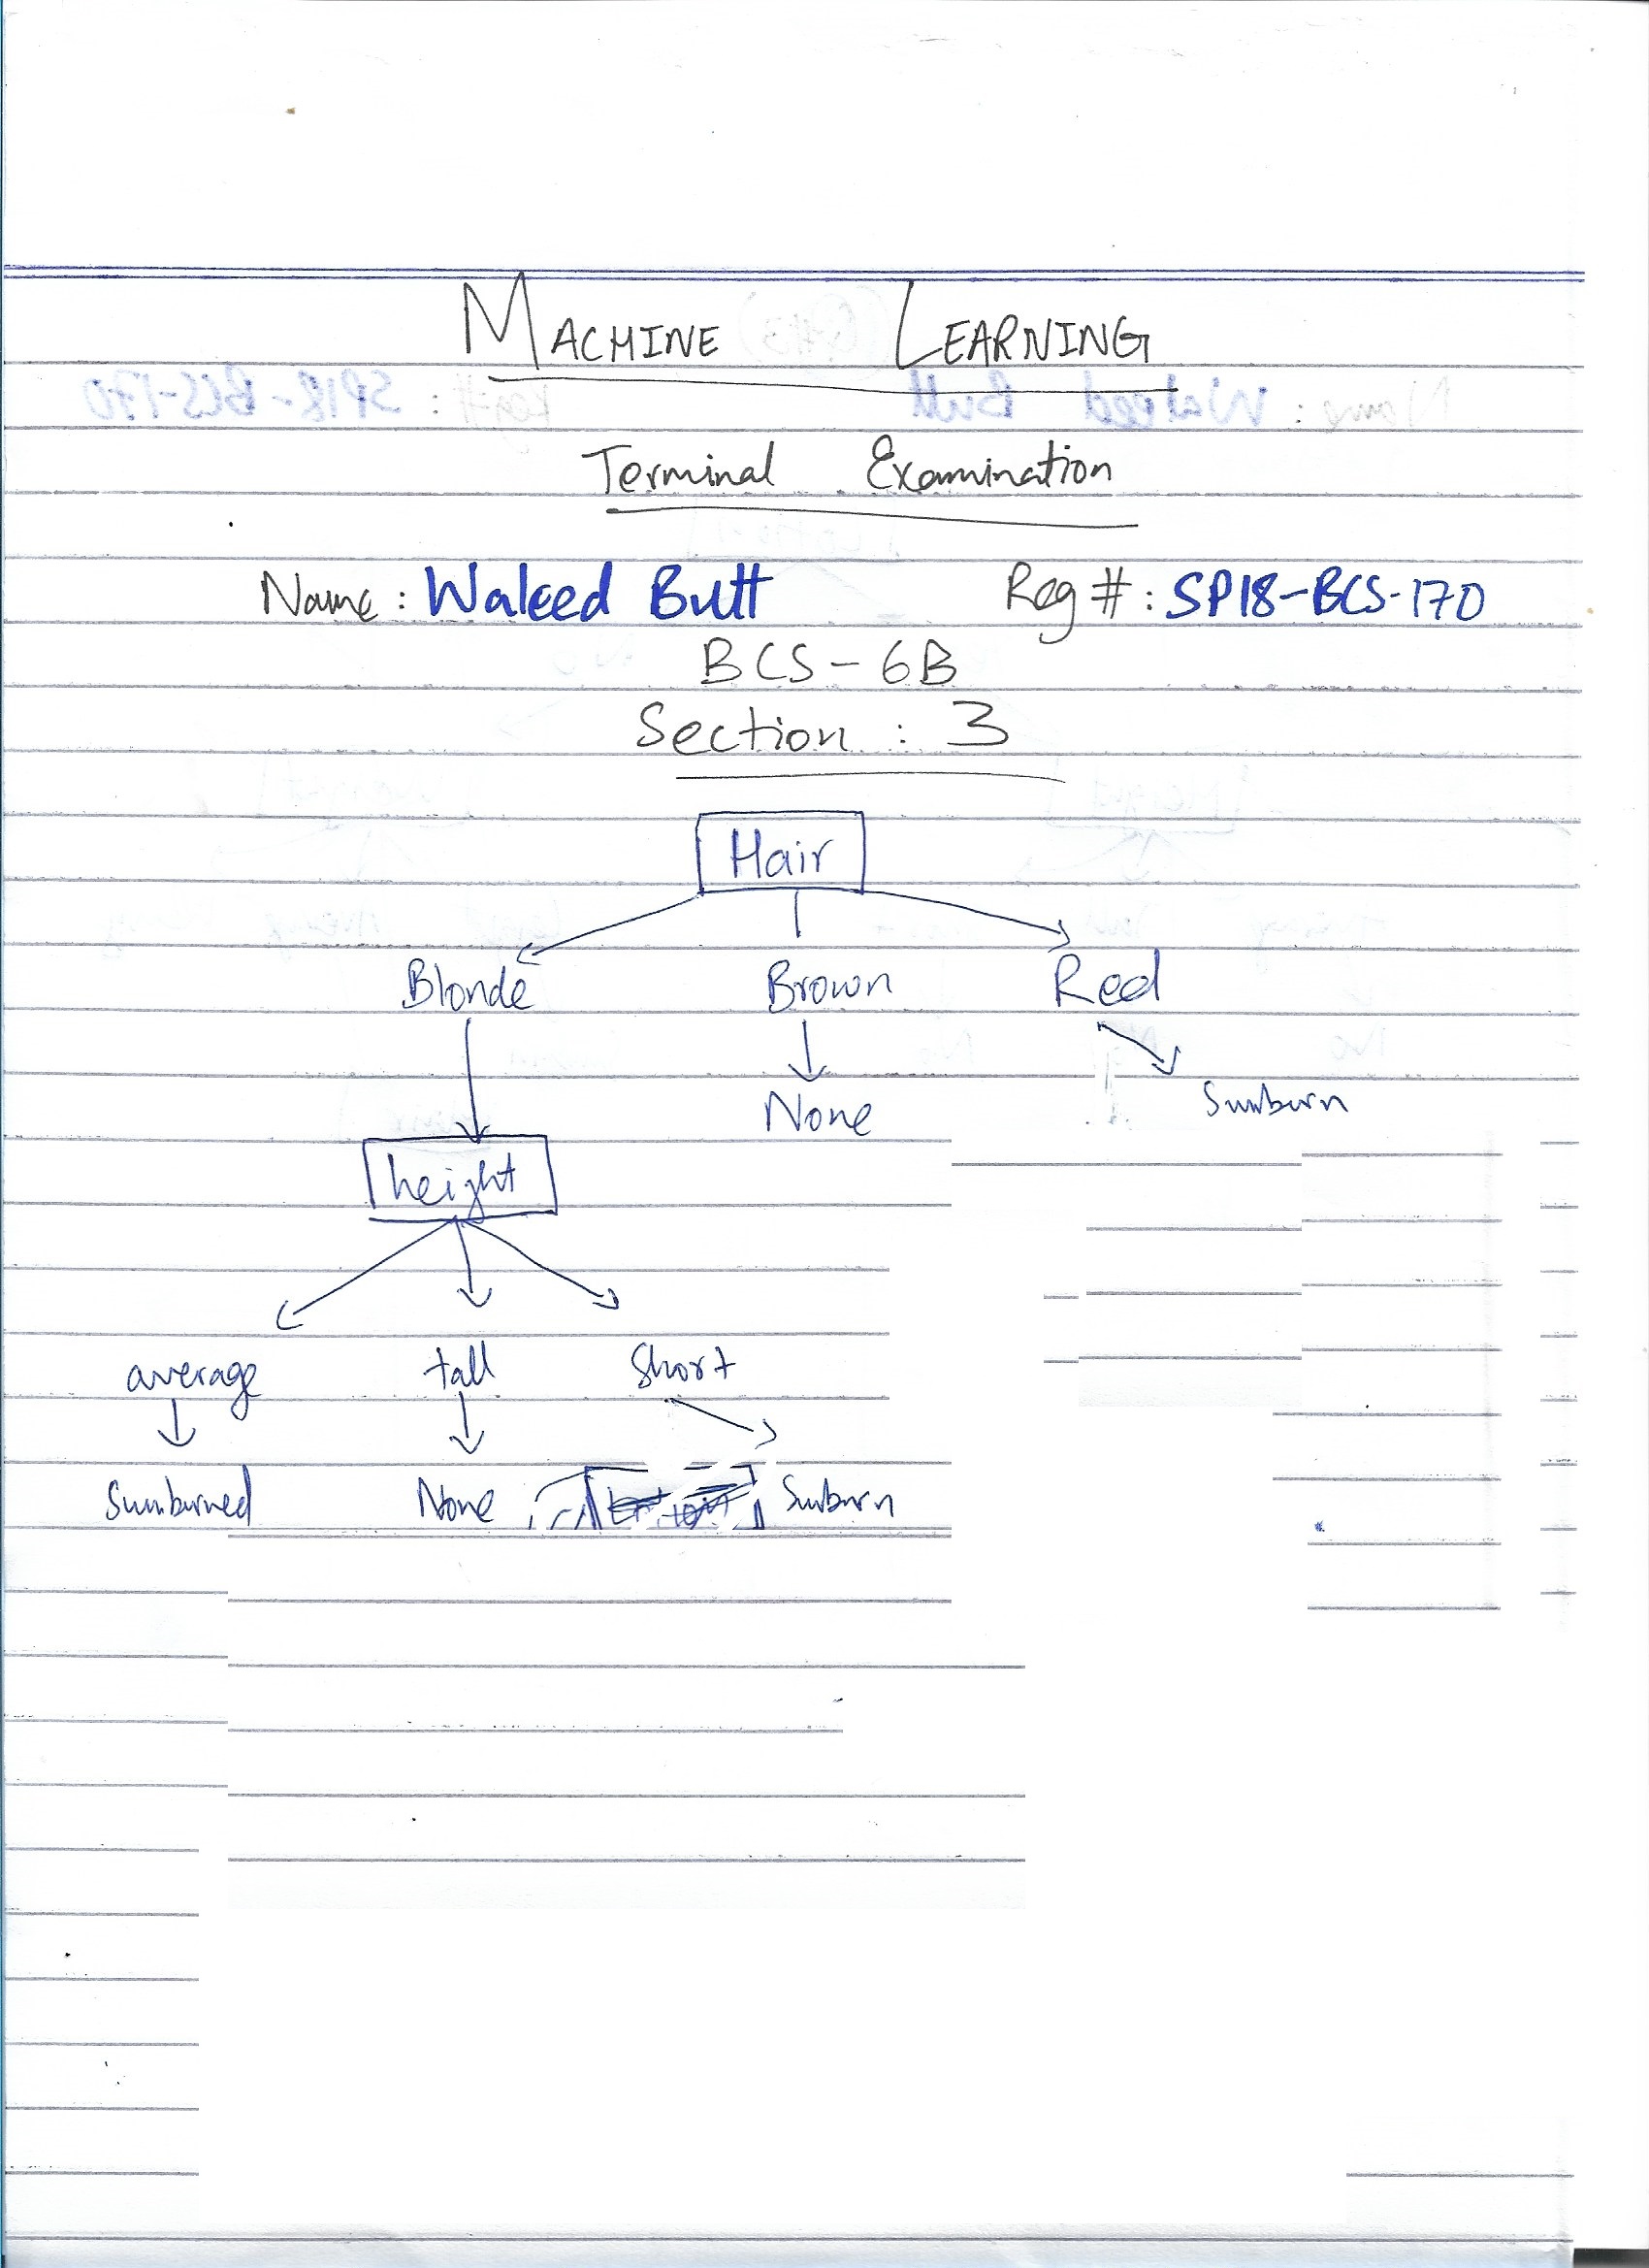 MACHINE LEARNING
Terminal Examination
Name : Waleed Butt Reg # : SP18-BCS-170
BCS-6B
Section : 3
Hair
Blonde Brown Red
None Sunburn
height
average tall Short
Sunburned None Sunburn